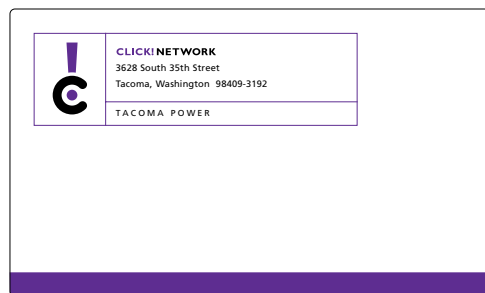 CLICK! NETWORK
3628 South 35th Street
Tacoma, Washington 98409-3192
TACOMA POWER